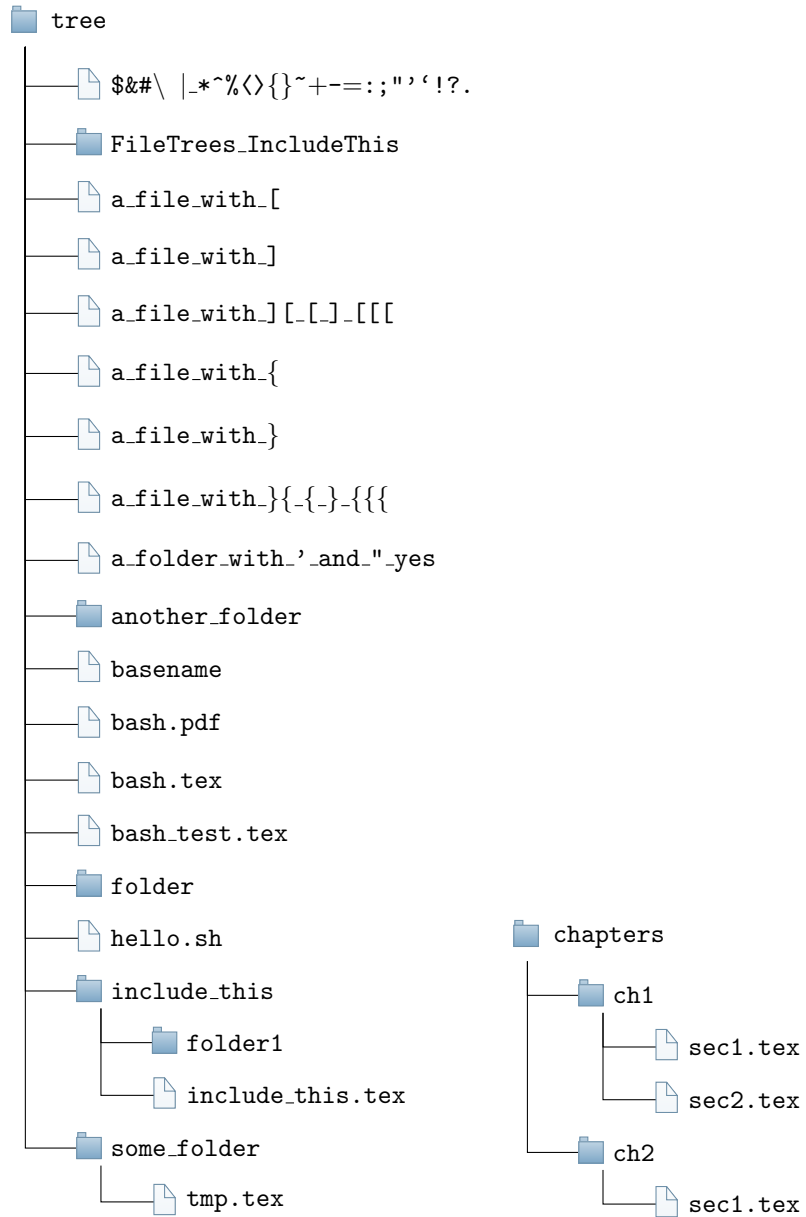 tree
$&#\ |_*^%⟨⟩{}~+-=:;"’‘!?.
FileTrees_IncludeThis
a_file_with_[
a_file_with_]
a_file_with_][_[_]_[[[
a_file_with_{
a_file_with_}
a_file_with_}{_{_}_{{{
a_folder_with_’_and_"_yes
another_folder
basename
bash.pdf
bash.tex
bash_test.tex
folder
hello.sh
include_this
folder1
include_this.tex
some_folder
tmp.tex
chapters
ch1
sec1.tex
sec2.tex
ch2
sec1.tex